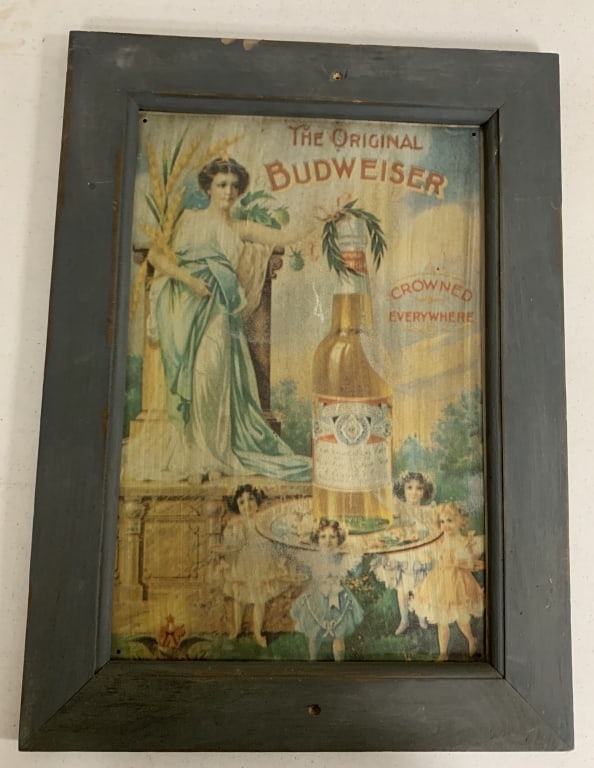 THE ORIGINAL
BUDWEISER
CROWNED
EVERYWHERE